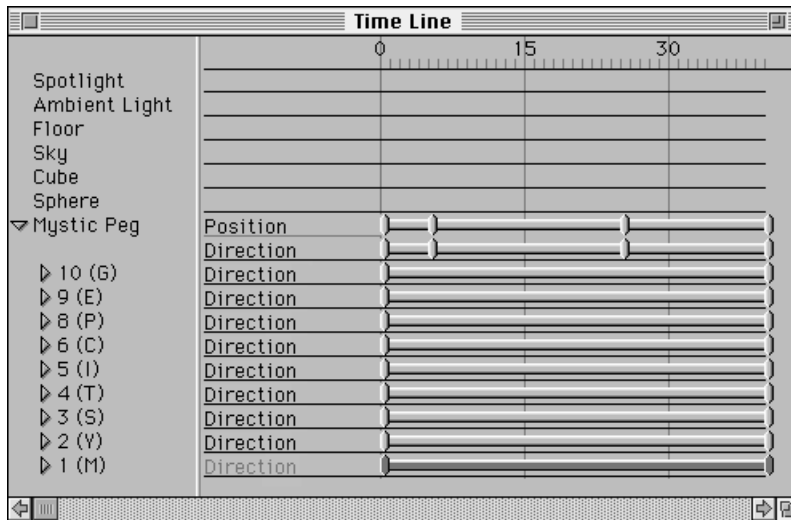 Time Line
0 15 30
Spotlight
Ambient Light
Floor
Sky
Cube
Sphere
Mystic Peg Position
Direction
10 (G) Direction
9 (E) Direction
8 (P) Direction
6 (C) Direction
5 (I) Direction
4 (T) Direction
3 (S) Direction
2 (Y) Direction
1 (M) Direction